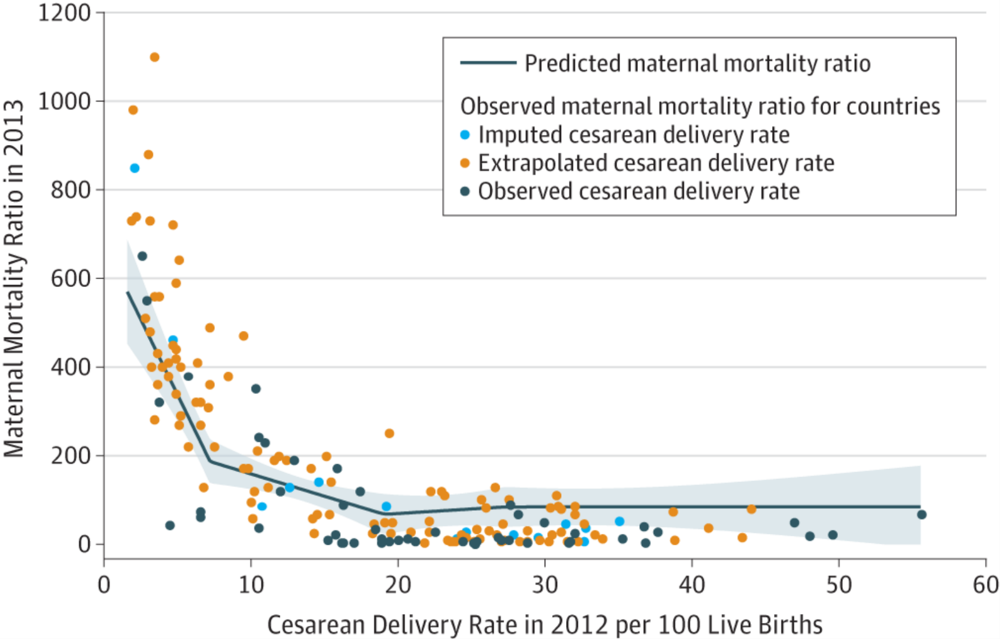 1200
1000
800
600
400
200
0
Maternal Mortality Ratio in 2013
Predicted maternal mortality ratio
Observed maternal mortality ratio for countries
Imputed cesarean delivery rate
Extrapolated cesarean delivery rate
Observed cesarean delivery rate
0 10 20 30 40 50 60
Cesarean Delivery Rate in 2012 per 100 Live Births